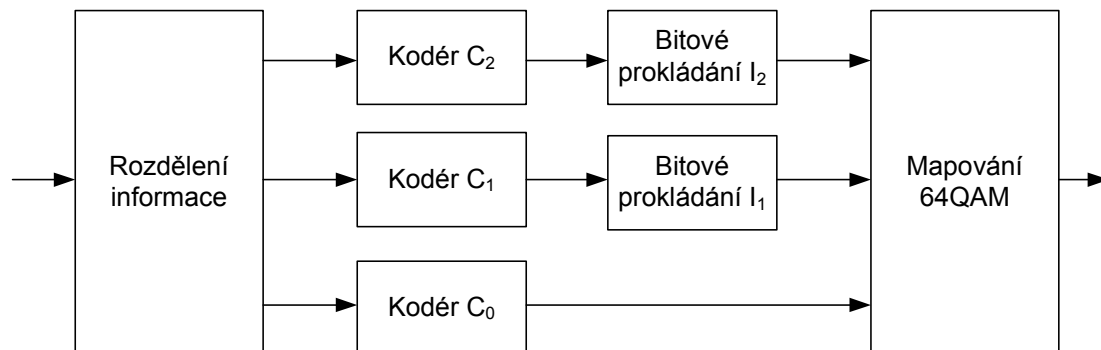 Rozdělení
informace
Kodér C₂
Bitové
prokládání I₂
Kodér C₁
Bitové
prokládání I₁
Kodér C₀
Mapování
64QAM